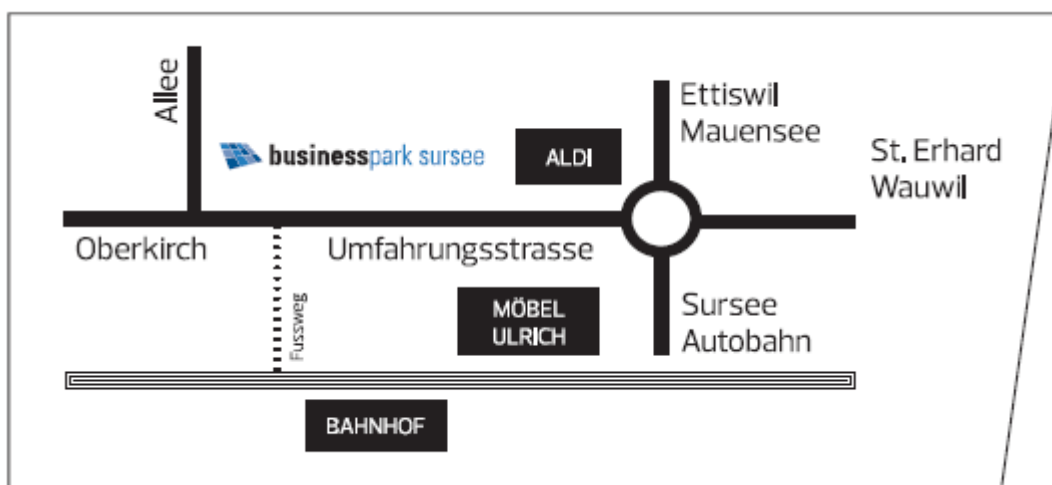 Allee
businesspark sursee
ALDI
Ettiswil
Mauensee
St. Erhard
Wauwil
Oberkirch
Umfahrungsstrasse
Fussweg
MÖBEL
ULRICH
Sursee
Autobahn
BAHNHOF